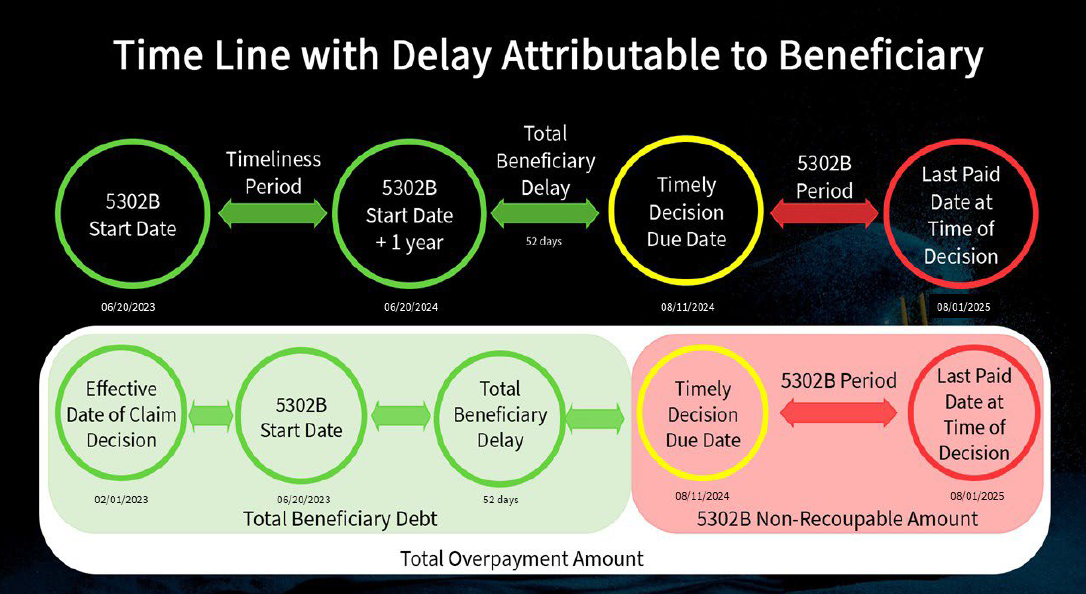 Time Line with Delay Attributable to Beneficiary
5302B
Start Date
06/20/2023
Timeliness
Period
5302B
Start Date
+ 1 year
06/20/2024
Total
Beneficiary
Delay
52 days
Timely
Decision
Due Date
08/11/2024
5302B
Period
Last Paid
Date at
Time of
Decision
08/01/2025
Effective
Date of Claim
Decision
02/01/2023
5302B
Start Date
06/20/2023
Total
Beneficiary
Delay
52 days
Total Beneficiary Debt
Timely
Decision
Due Date
08/11/2024
5302B Period
Last Paid
Date at
Time of
Decision
08/01/2025
5302B Non-Recoupable Amount
Total Overpayment Amount